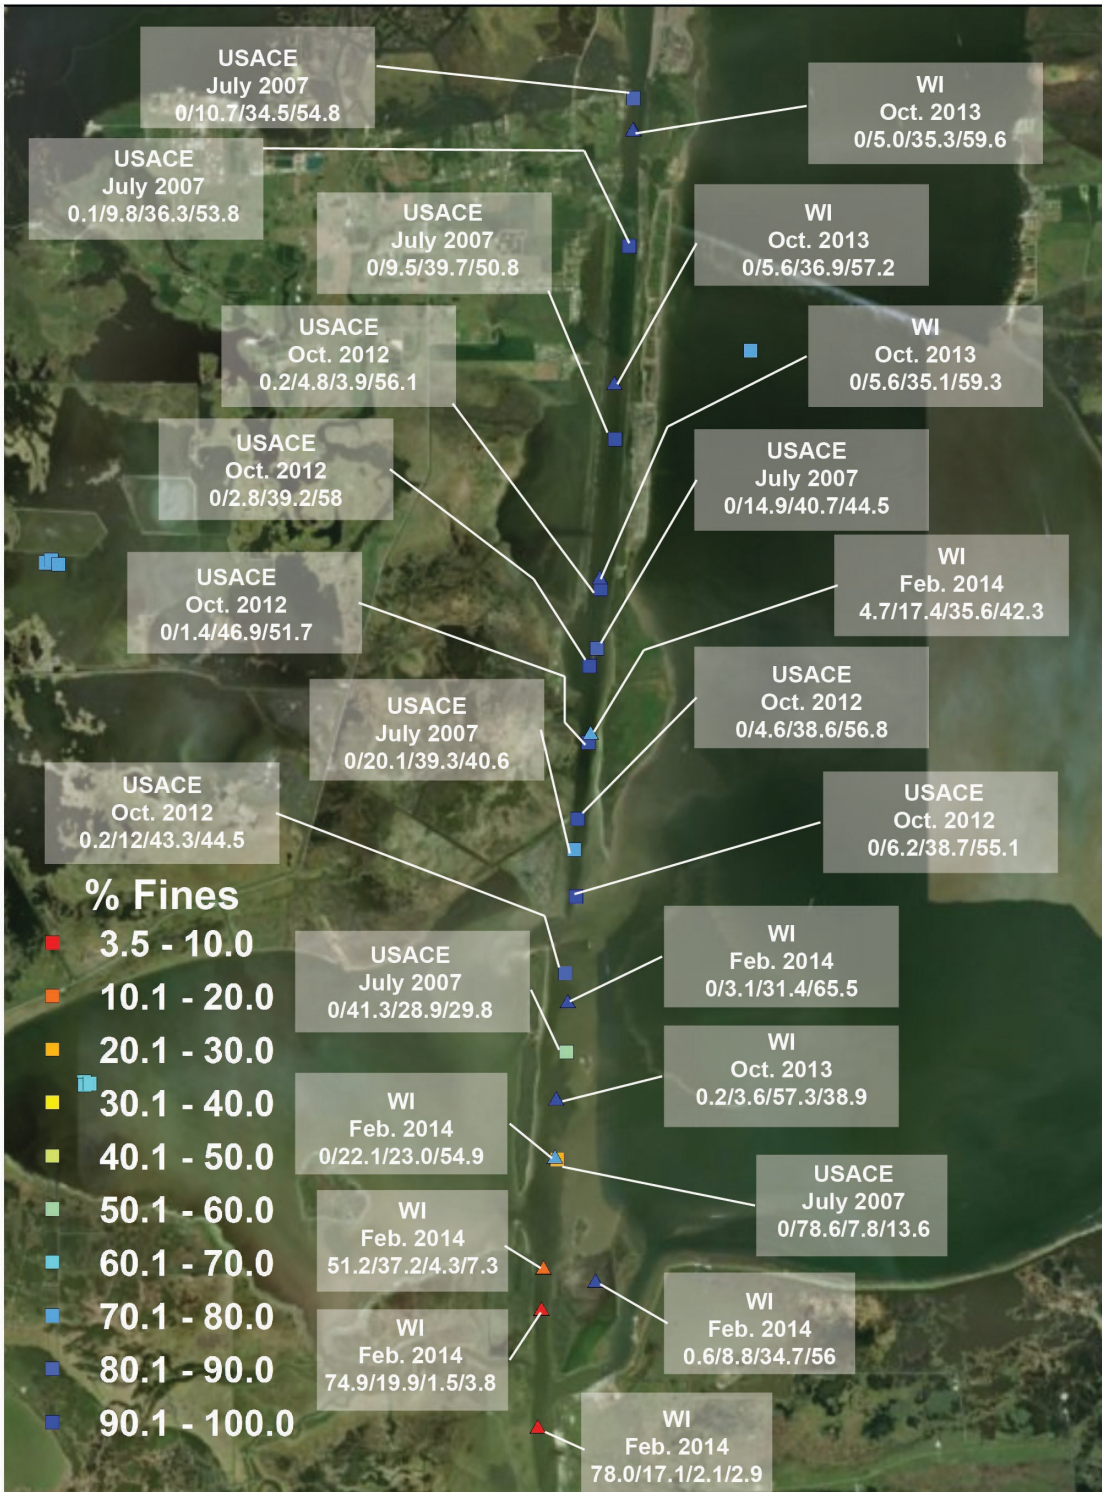 USACE
July 2007
0/10.7/34.5/54.8
WI
Oct. 2013
0/5.0/35.3/59.6
USACE
July 2007
0.1/9.8/36.3/53.8
USACE
July 2007
0/9.5/39.7/50.8
WI
Oct. 2013
0/5.6/36.9/57.2
USACE
Oct. 2012
0.2/4.8/3.9/56.1
WI
Oct. 2013
0/5.6/35.1/59.3
USACE
Oct. 2012
0/2.8/39.2/58
USACE
July 2007
0/14.9/40.7/44.5
USACE
Oct. 2012
0/1.4/46.9/51.7
WI
Feb. 2014
4.7/17.4/35.6/42.3
USACE
July 2007
0/20.1/39.3/40.6
USACE
Oct. 2012
0/4.6/38.6/56.8
USACE
Oct. 2012
0.2/12/43.3/44.5
USACE
Oct. 2012
0/6.2/38.7/55.1
% Fines
3.5 - 10.0
10.1 - 20.0
20.1 - 30.0
30.1 - 40.0
40.1 - 50.0
50.1 - 60.0
60.1 - 70.0
70.1 - 80.0
80.1 - 90.0
90.1 - 100.0
USACE
July 2007
0/41.3/28.9/29.8
WI
Feb. 2014
0/3.1/31.4/65.5
WI
Oct. 2013
0.2/3.6/57.3/38.9
WI
Feb. 2014
0/22.1/23.0/54.9
USACE
July 2007
0/78.6/7.8/13.6
WI
Feb. 2014
51.2/37.2/4.3/7.3
WI
Feb. 2014
0.6/8.8/34.7/56
WI
Feb. 2014
74.9/19.9/1.5/3.8
WI
Feb. 2014
78.0/17.1/2.1/2.9